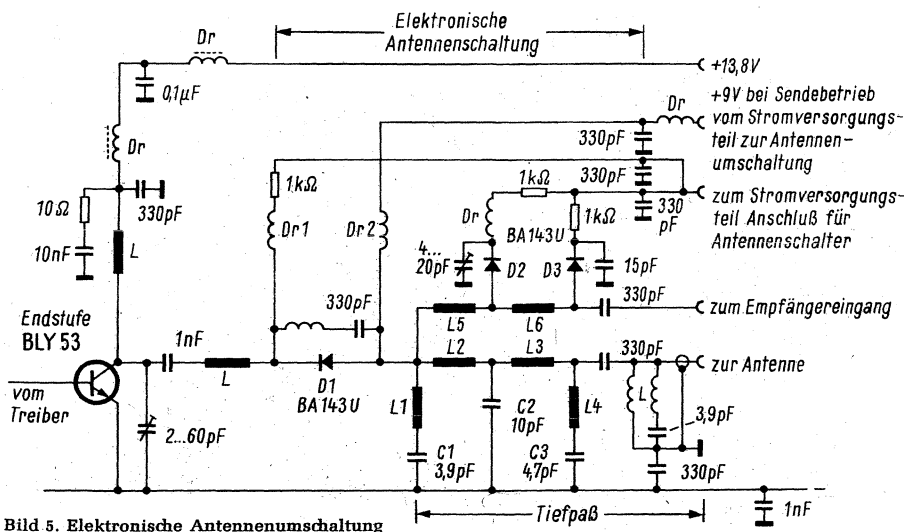 Elektronische
Antennenschaltung
Dr
+13,8V
0,1µF
+9V bei Sendebetrieb
vom Stromversorgungs-
teil zur Antennen-
umschaltung
Dr
330pF
Dr
330pF
1kΩ
1kΩ
330
pF
zum Stromversorgungs-
teil Anschluß für
Antennenschalter
10Ω
330pF
10nF
L
Dr1
Dr2
Dr
1kΩ
BA143U
4...
20pF
D2
D3
15pF
330pF
330pF
zum Empfängereingang
L5
L6
Endstufe
BLY53
1nF
L
D1
BA143U
L2
L3
330pF
zur Antenne
vom
Treiber
2...60pF
L1
C1
3,9pF
C2
10pF
L4
C3
4,7pF
L
3,9pF
330pF
1nF
Tiefpaß
Bild 5. Elektronische Antennenumschaltung